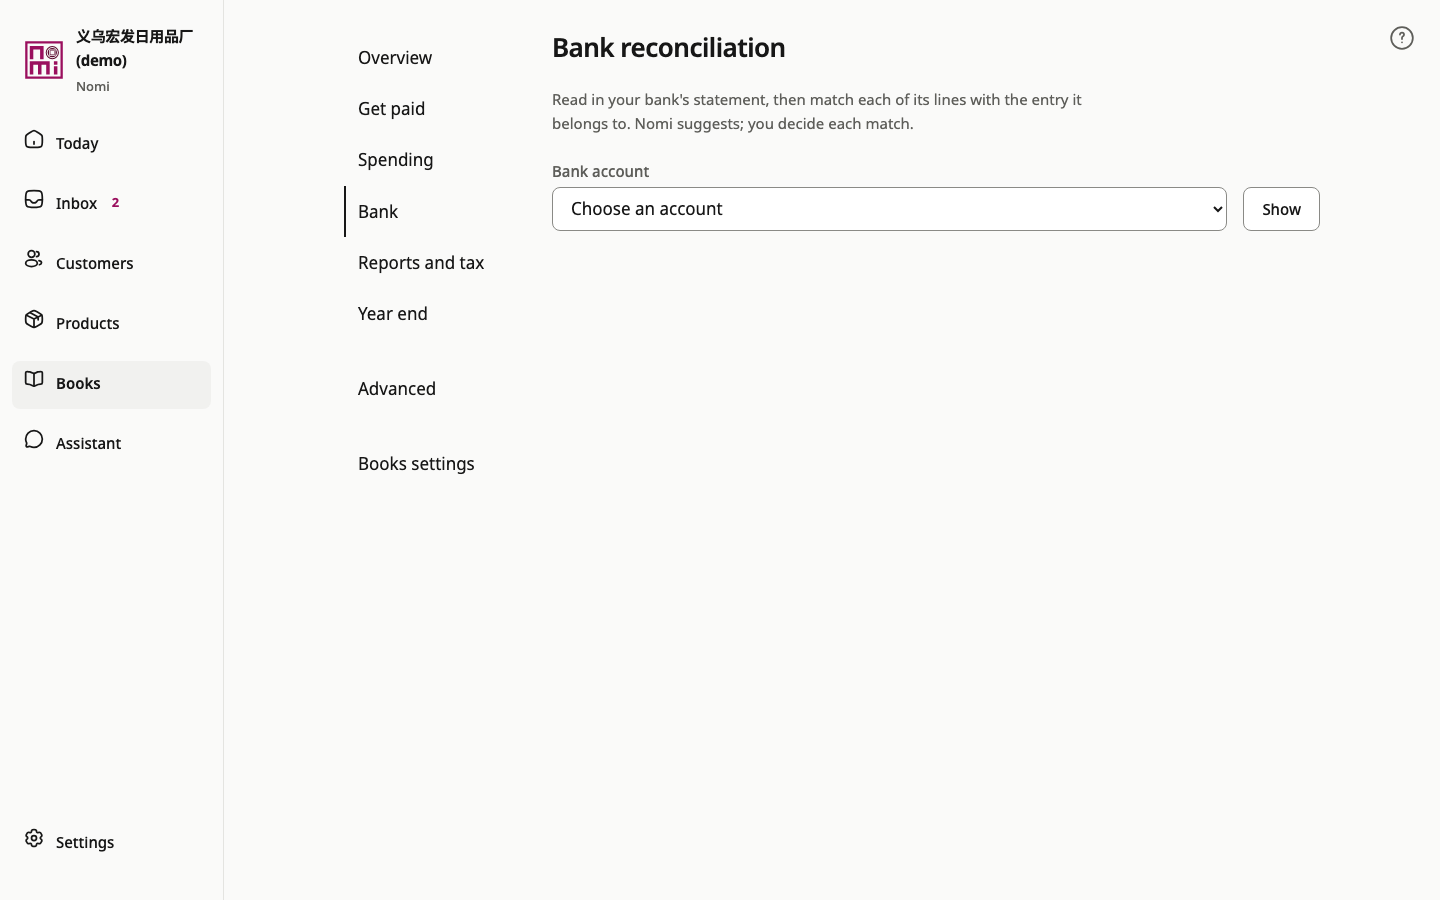 义乌宏发日用品厂
(demo)
Nomi
Today
Inbox 2
Customers
Products
Books
Assistant
Settings
Overview
Get paid
Spending
Bank
Reports and tax
Year end
Advanced
Books settings
Bank reconciliation
Read in your bank's statement, then match each of its lines with the entry it
belongs to. Nomi suggests; you decide each match.
Bank account
Choose an account
Show